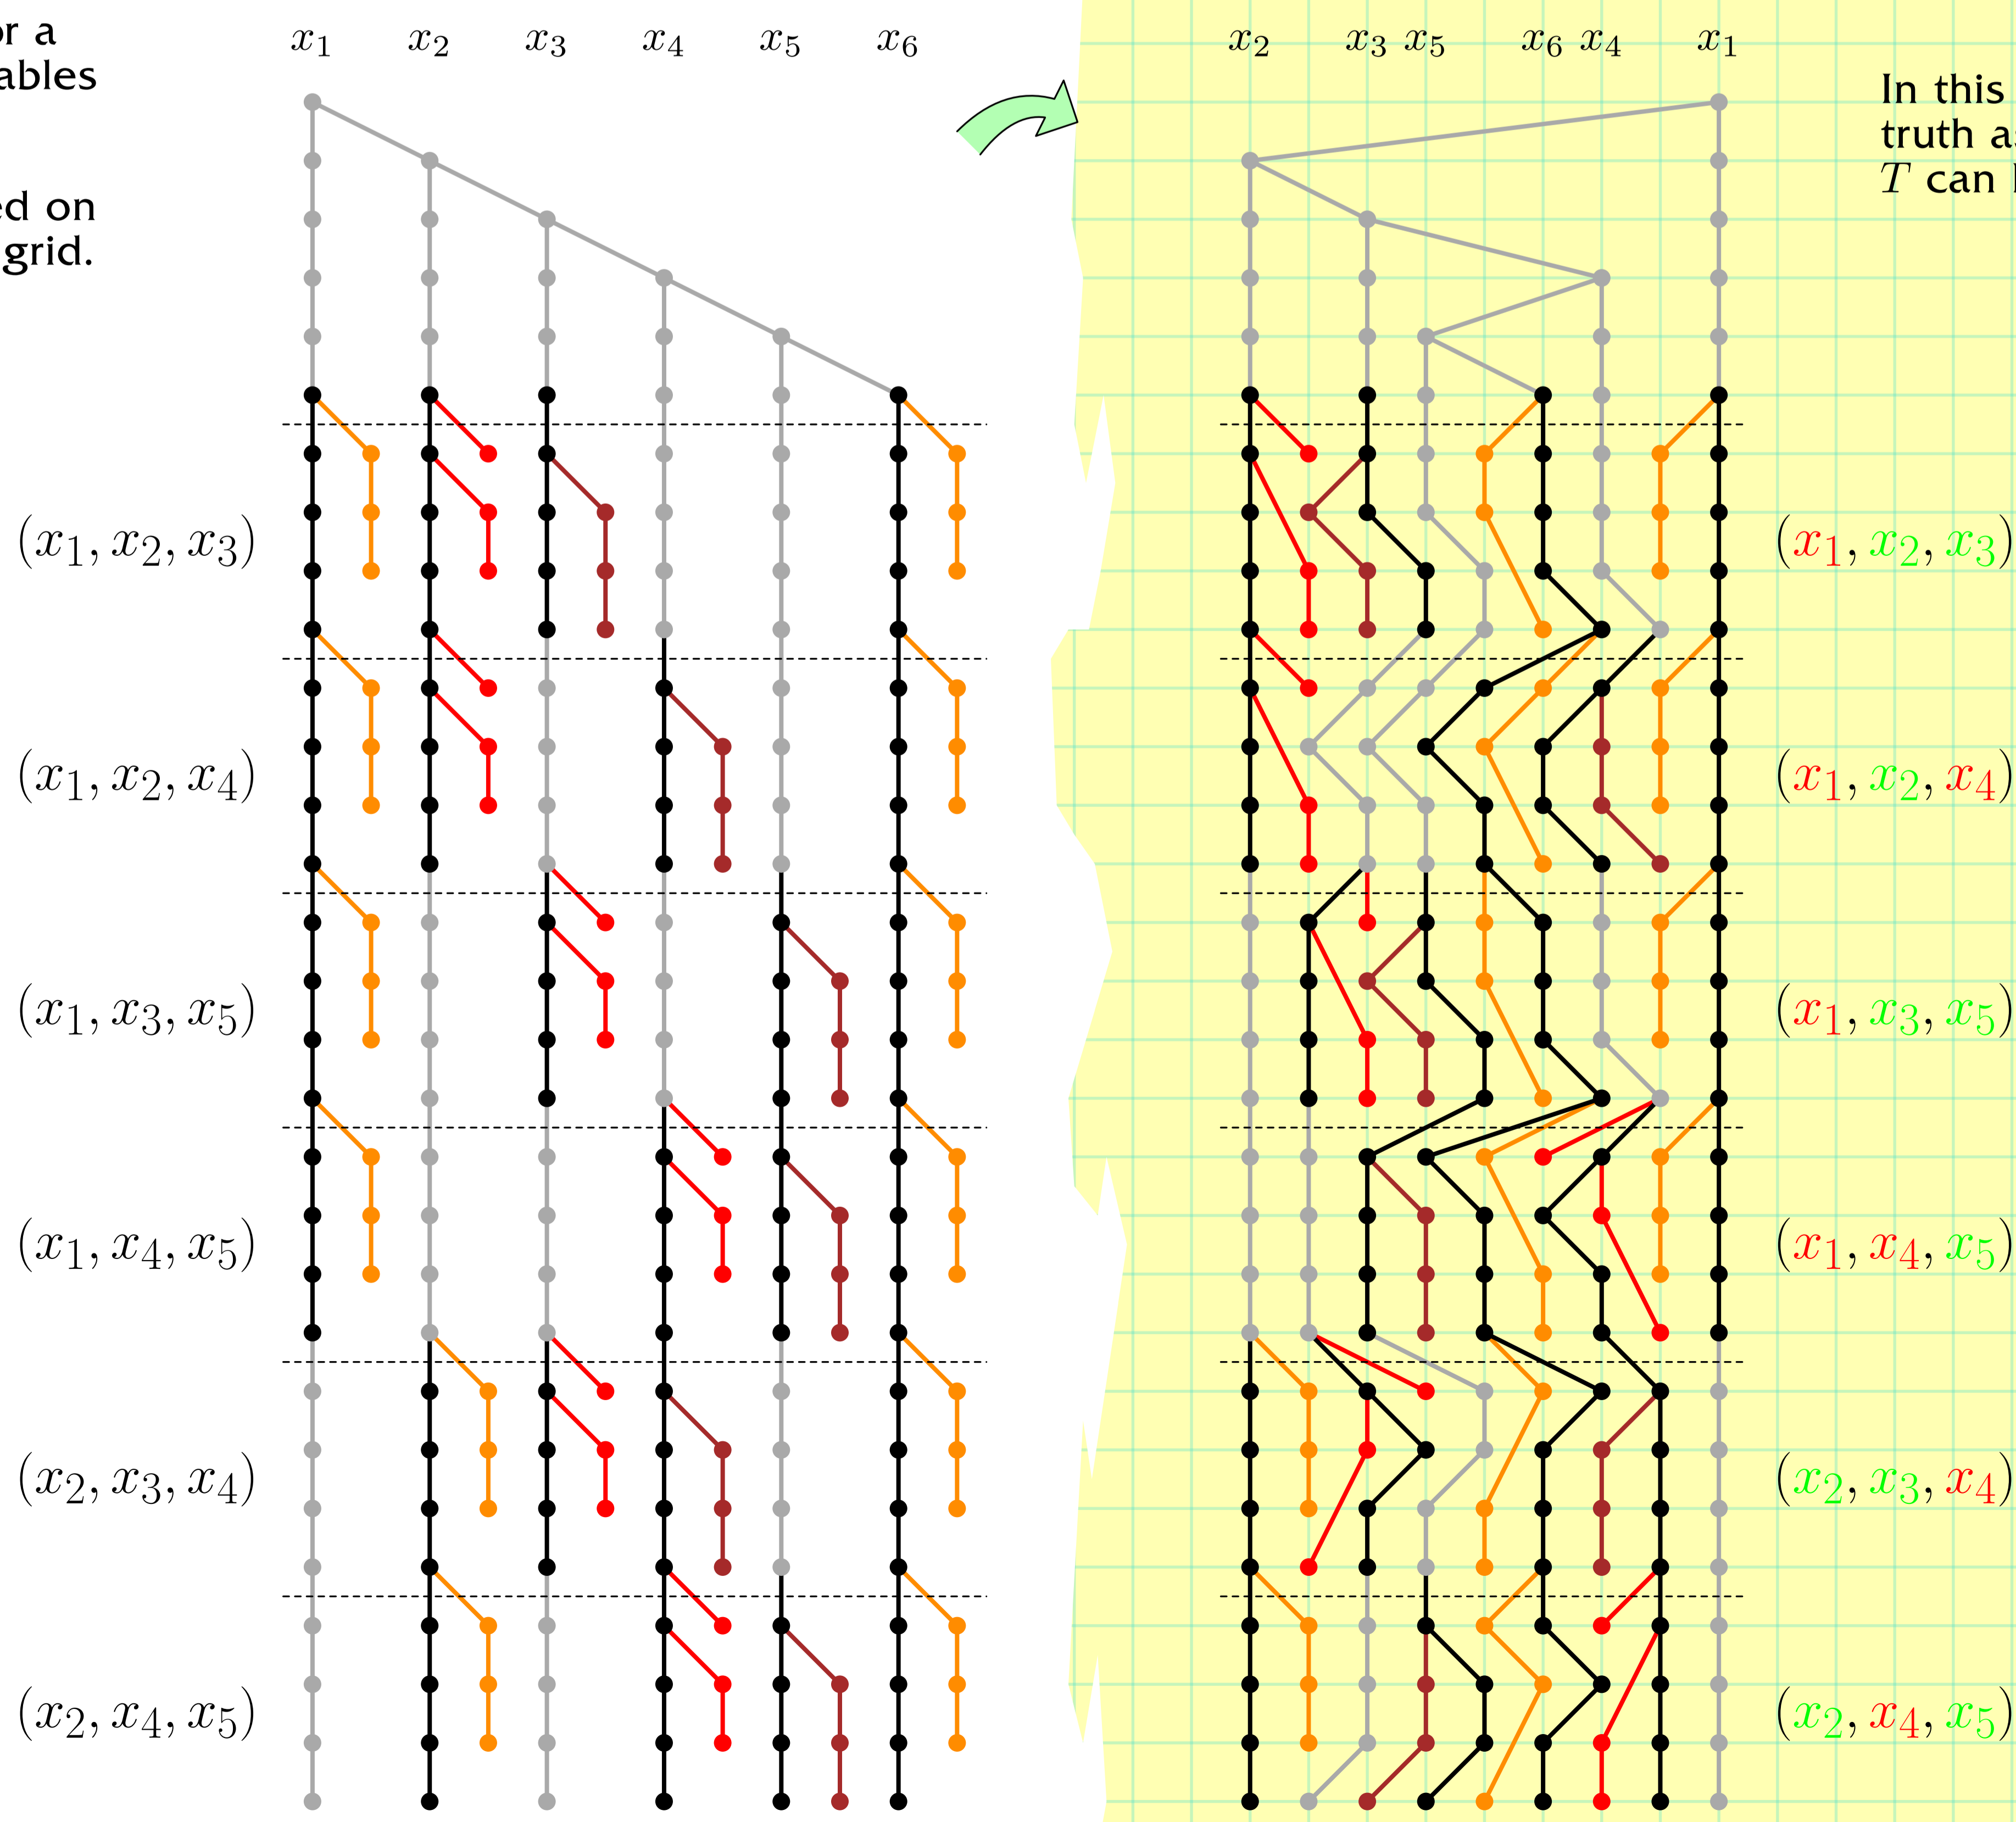 r a
ables
ed on
grid.
x₁ x₂ x₃ x₄ x₅ x₆
(x₁, x₂, x₃)
(x₁, x₂, x₄)
(x₁, x₃, x₅)
(x₁, x₄, x₅)
(x₂, x₃, x₄)
(x₂, x₄, x₅)
x₂ x₃ x₅ x₆ x₄ x₁
In this
truth as
T can
(x₁, x₂, x₃)
(x₁, x₂, x₄)
(x₁, x₃, x₅)
(x₁, x₄, x₅)
(x₂, x₃, x₄)
(x₂, x₄, x₅)